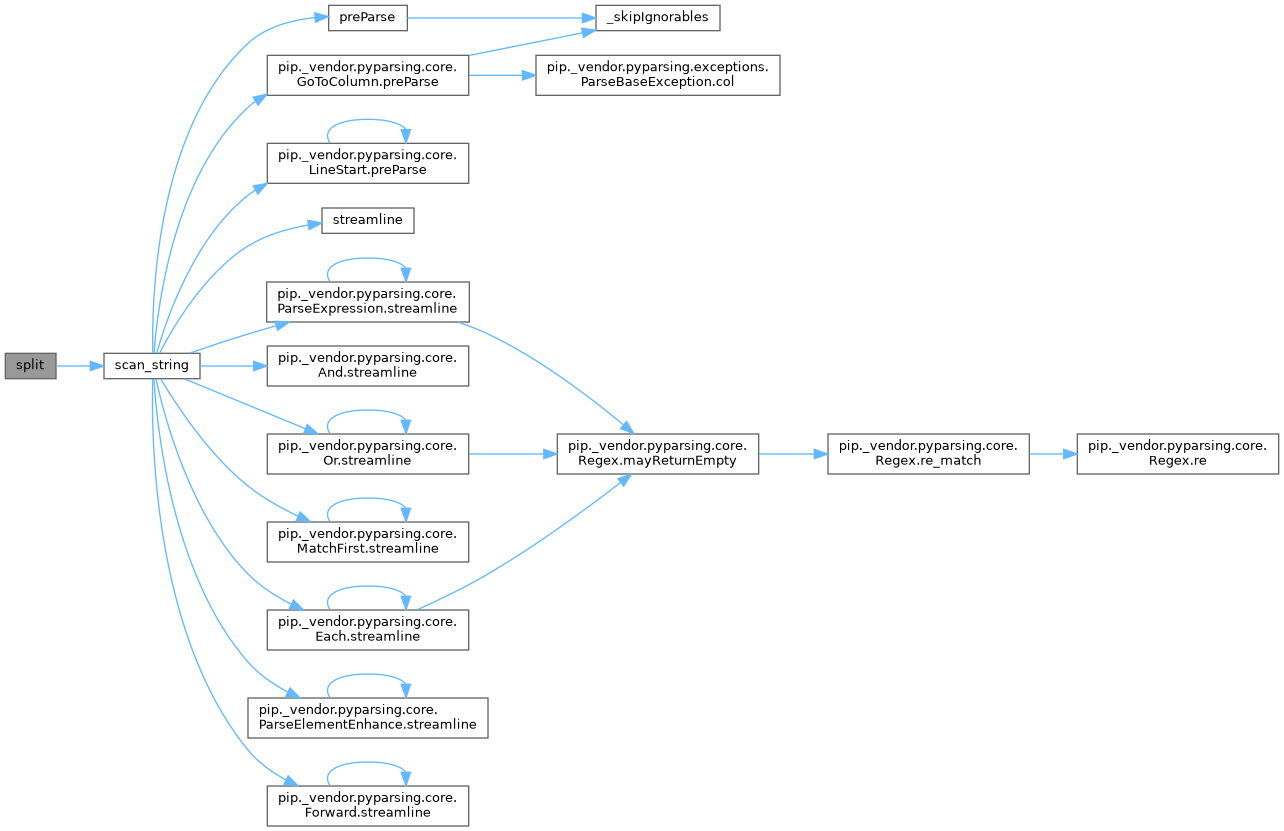 preParse
_skipIgnorables
pip._vendor.pyparsing.core.
GoToColumn.preParse
pip._vendor.pyparsing.exceptions.
ParseBaseException.col
pip._vendor.pyparsing.core.
LineStart.preParse
streamline
pip._vendor.pyparsing.core.
ParseExpression.streamline
split
scan_string
pip._vendor.pyparsing.core.
And.streamline
pip._vendor.pyparsing.core.
Or.streamline
pip._vendor.pyparsing.core.
Regex.mayReturnEmpty
pip._vendor.pyparsing.core.
Regex.re_match
pip._vendor.pyparsing.core.
Regex.re
pip._vendor.pyparsing.core.
MatchFirst.streamline
pip._vendor.pyparsing.core.
Each.streamline
pip._vendor.pyparsing.core.
ParseElementEnhance.streamline
pip._vendor.pyparsing.core.
Forward.streamline